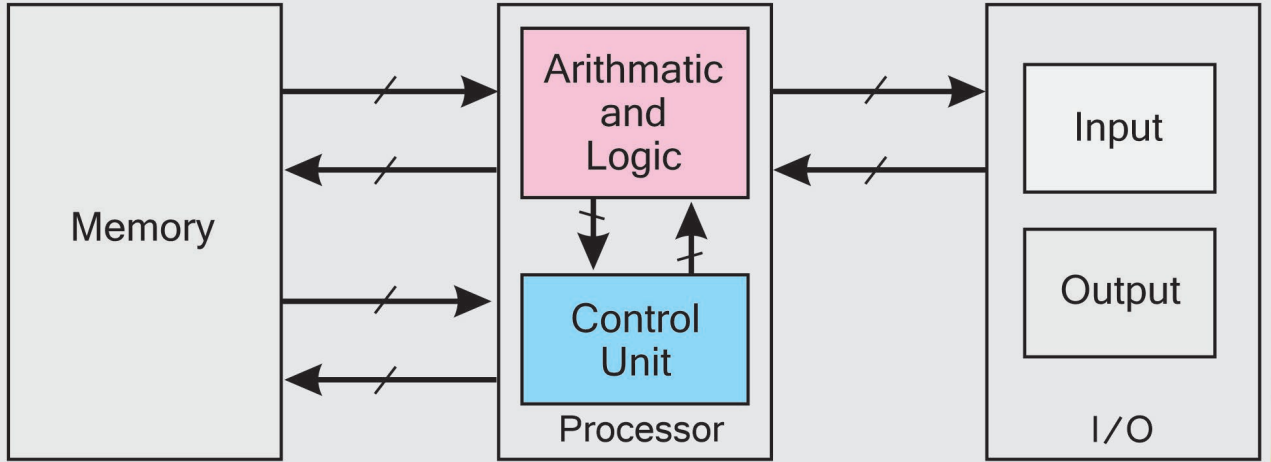 Memory
Arithmatic
and
Logic
Control
Unit
Processor
Input
Output
I/O